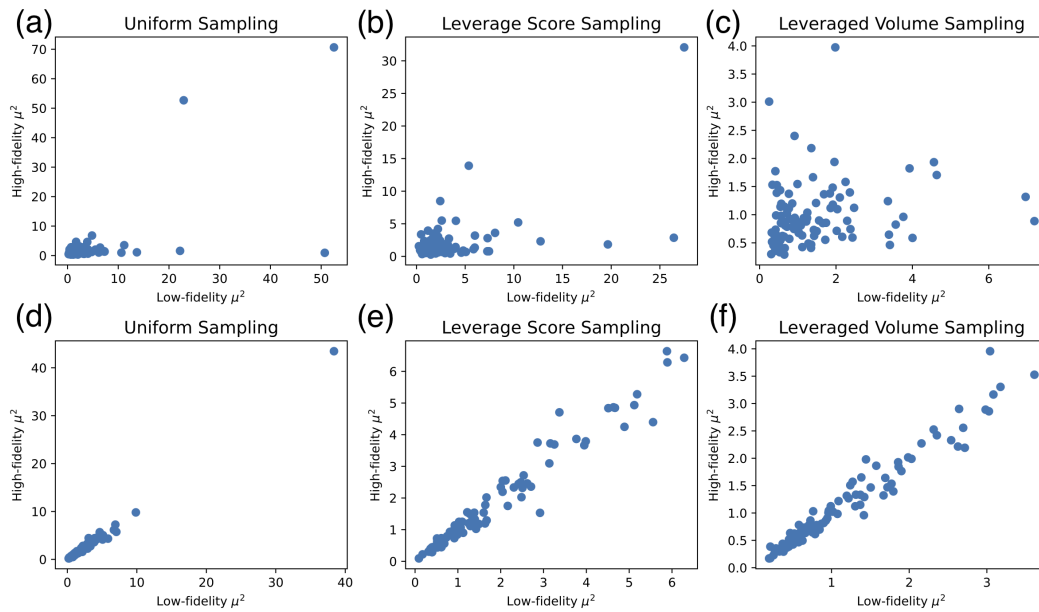 (a) Uniform Sampling
70
60
50
40
30
20
10
0
High-fidelity μ²
0 10 20 30 40 50
Low-fidelity μ²
(b) Leverage Score Sampling
30
25
20
15
10
5
0
High-fidelity μ²
0 5 10 15 20 25
Low-fidelity μ²
(c) Leveraged Volume Sampling
4.0
3.5
3.0
2.5
2.0
1.5
1.0
0.5
High-fidelity μ²
0 2 4 6
Low-fidelity μ²
(d) Uniform Sampling
40
30
20
10
0
High-fidelity μ²
0 10 20 30 40
Low-fidelity μ²
(e) Leverage Score Sampling
6
5
4
3
2
1
0
High-fidelity μ²
0 1 2 3 4 5 6
Low-fidelity μ²
(f) Leveraged Volume Sampling
4.0
3.5
3.0
2.5
2.0
1.5
1.0
0.5
0.0
High-fidelity μ²
1 2 3
Low-fidelity μ²